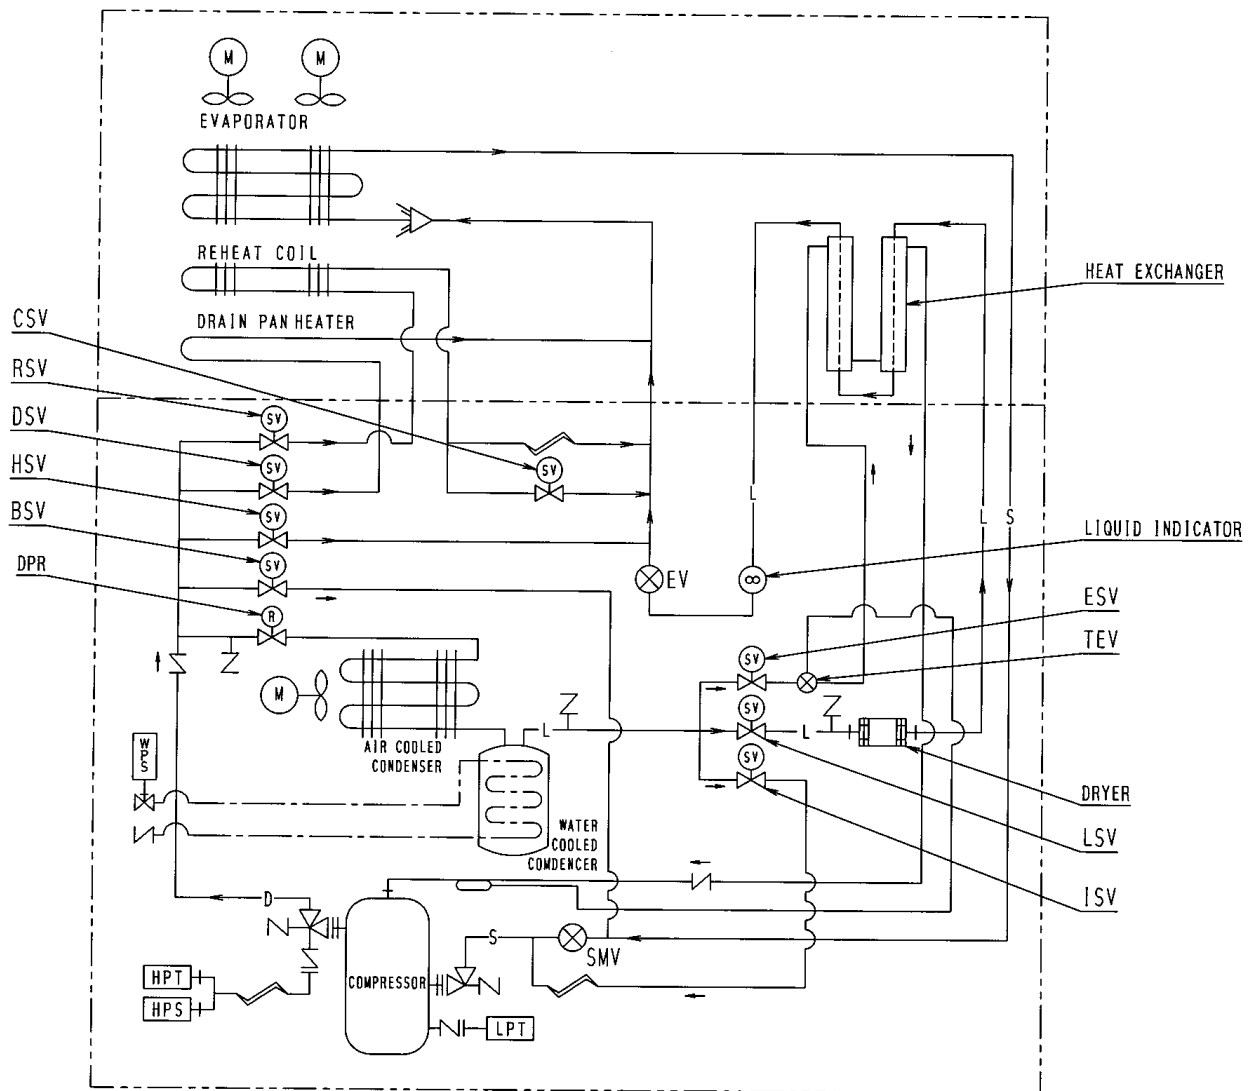 M M
EVAPORATOR
REHEAT COIL
HEAT EXCHANGER
CSV
DRAIN PAN HEATER
RSV
SV
DSV
SV
HSV
SV
SV
L
BSV
L S
LIQUID INDICATOR
SV
DPR
EV
∞
ESV
R
TEV
SV
M
SV
L
L
AIR COOLED
CONDENSER
WPS
SV
DRYER
WATER
COOLED
COMDENCER
LSV
D
ISV
S
SMV
HPT
COMPRESSOR
HPS
LPT